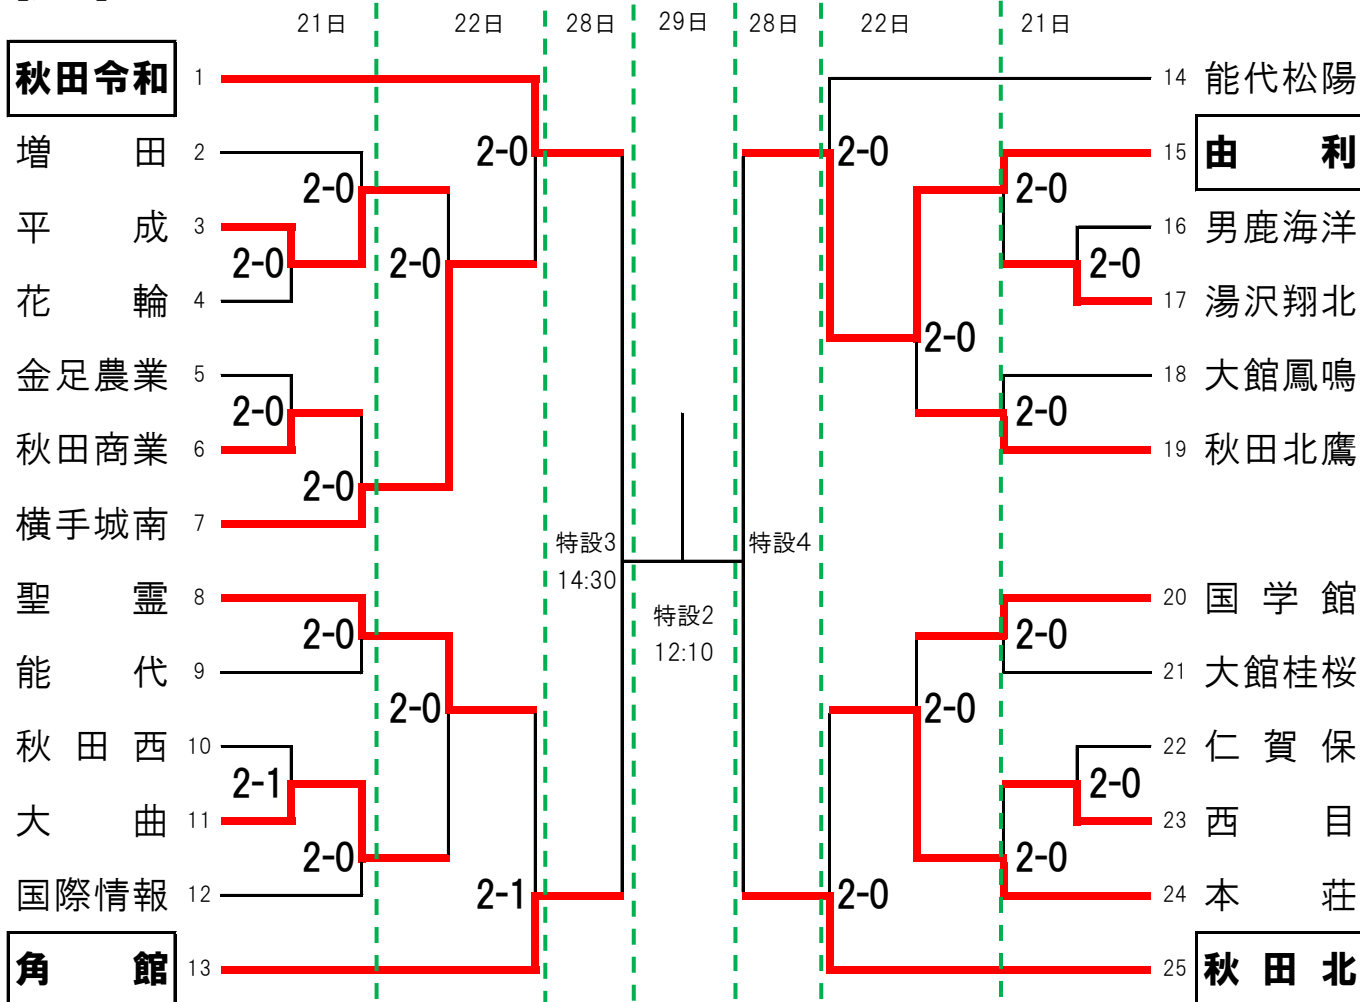 21日 22日 28日 29日 28日 22日 21日
秋田令和 1
増田 2
平成 3
花輪 4
金足農業 5
秋田商業 6
横手城南 7
聖霊 8
能代 9
秋田西 10
大曲 11
国際情報 12
角館 13
2-0
2-0
2-0
2-0
2-0
2-0
2-0
2-0
2-1
2-0
2-1
特設3
14:30
特設2
12:10
特設4
2-0
2-0
2-0
2-0
2-0
2-0
2-0
2-0
2-0
2-0
14 能代松陽
15 由利
16 男鹿海洋
17 湯沢翔北
18 大館鳳鳴
19 秋田北鷹
20 国学館
21 大館桂桜
22 仁賀保
23 西目
24 本荘
25 秋田北